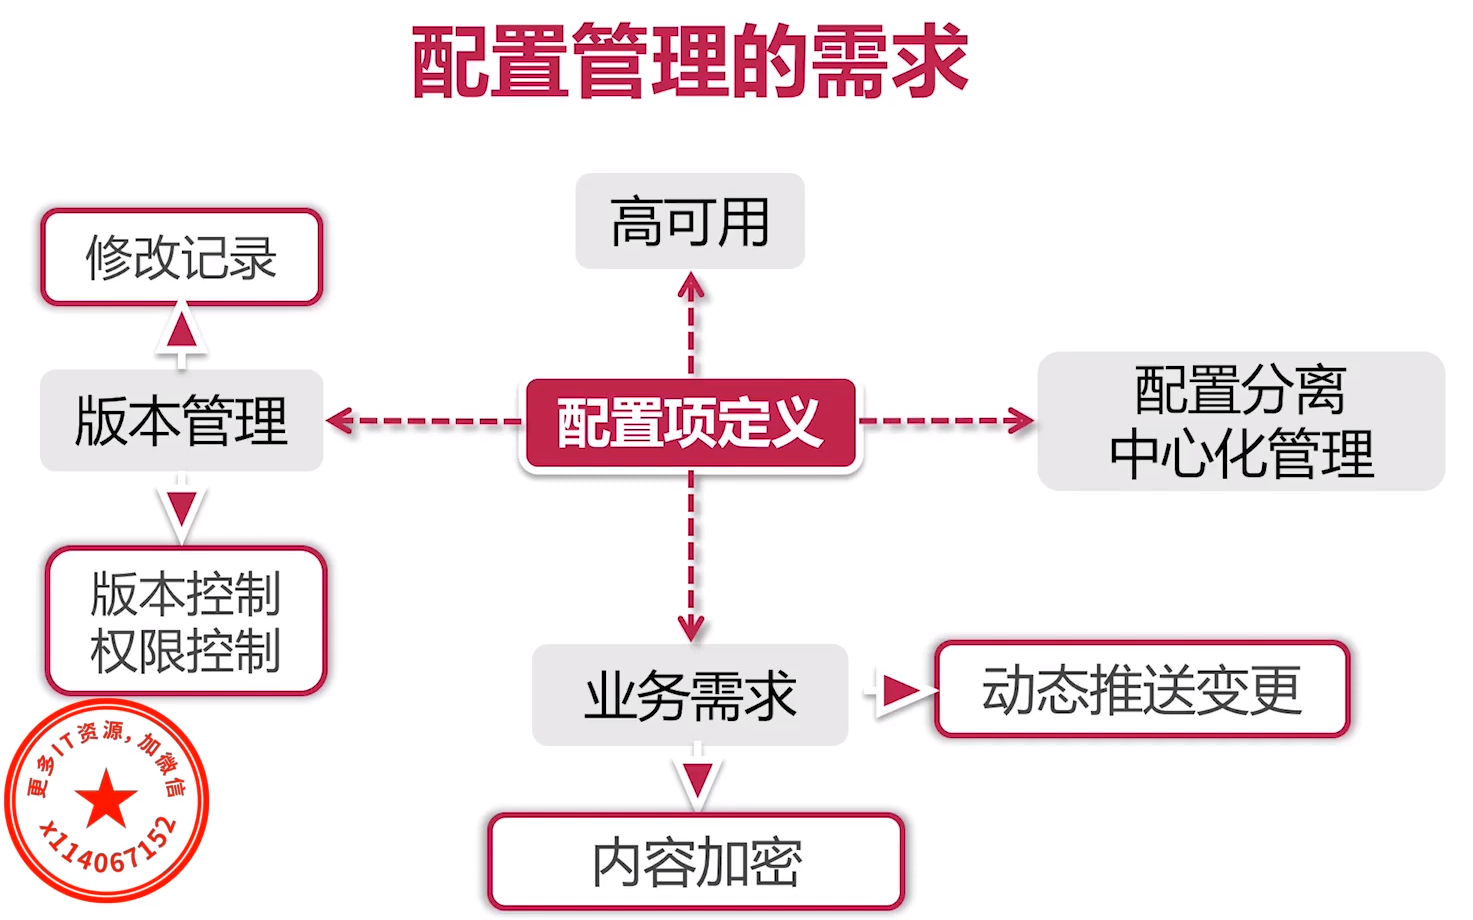 配置管理的需求
高可用
修改记录
版本管理
配置项定义
配置分离
中心化管理
版本控制
权限控制
业务需求
动态推送变更
内容加密
更多IT资源，加微信
x114067152